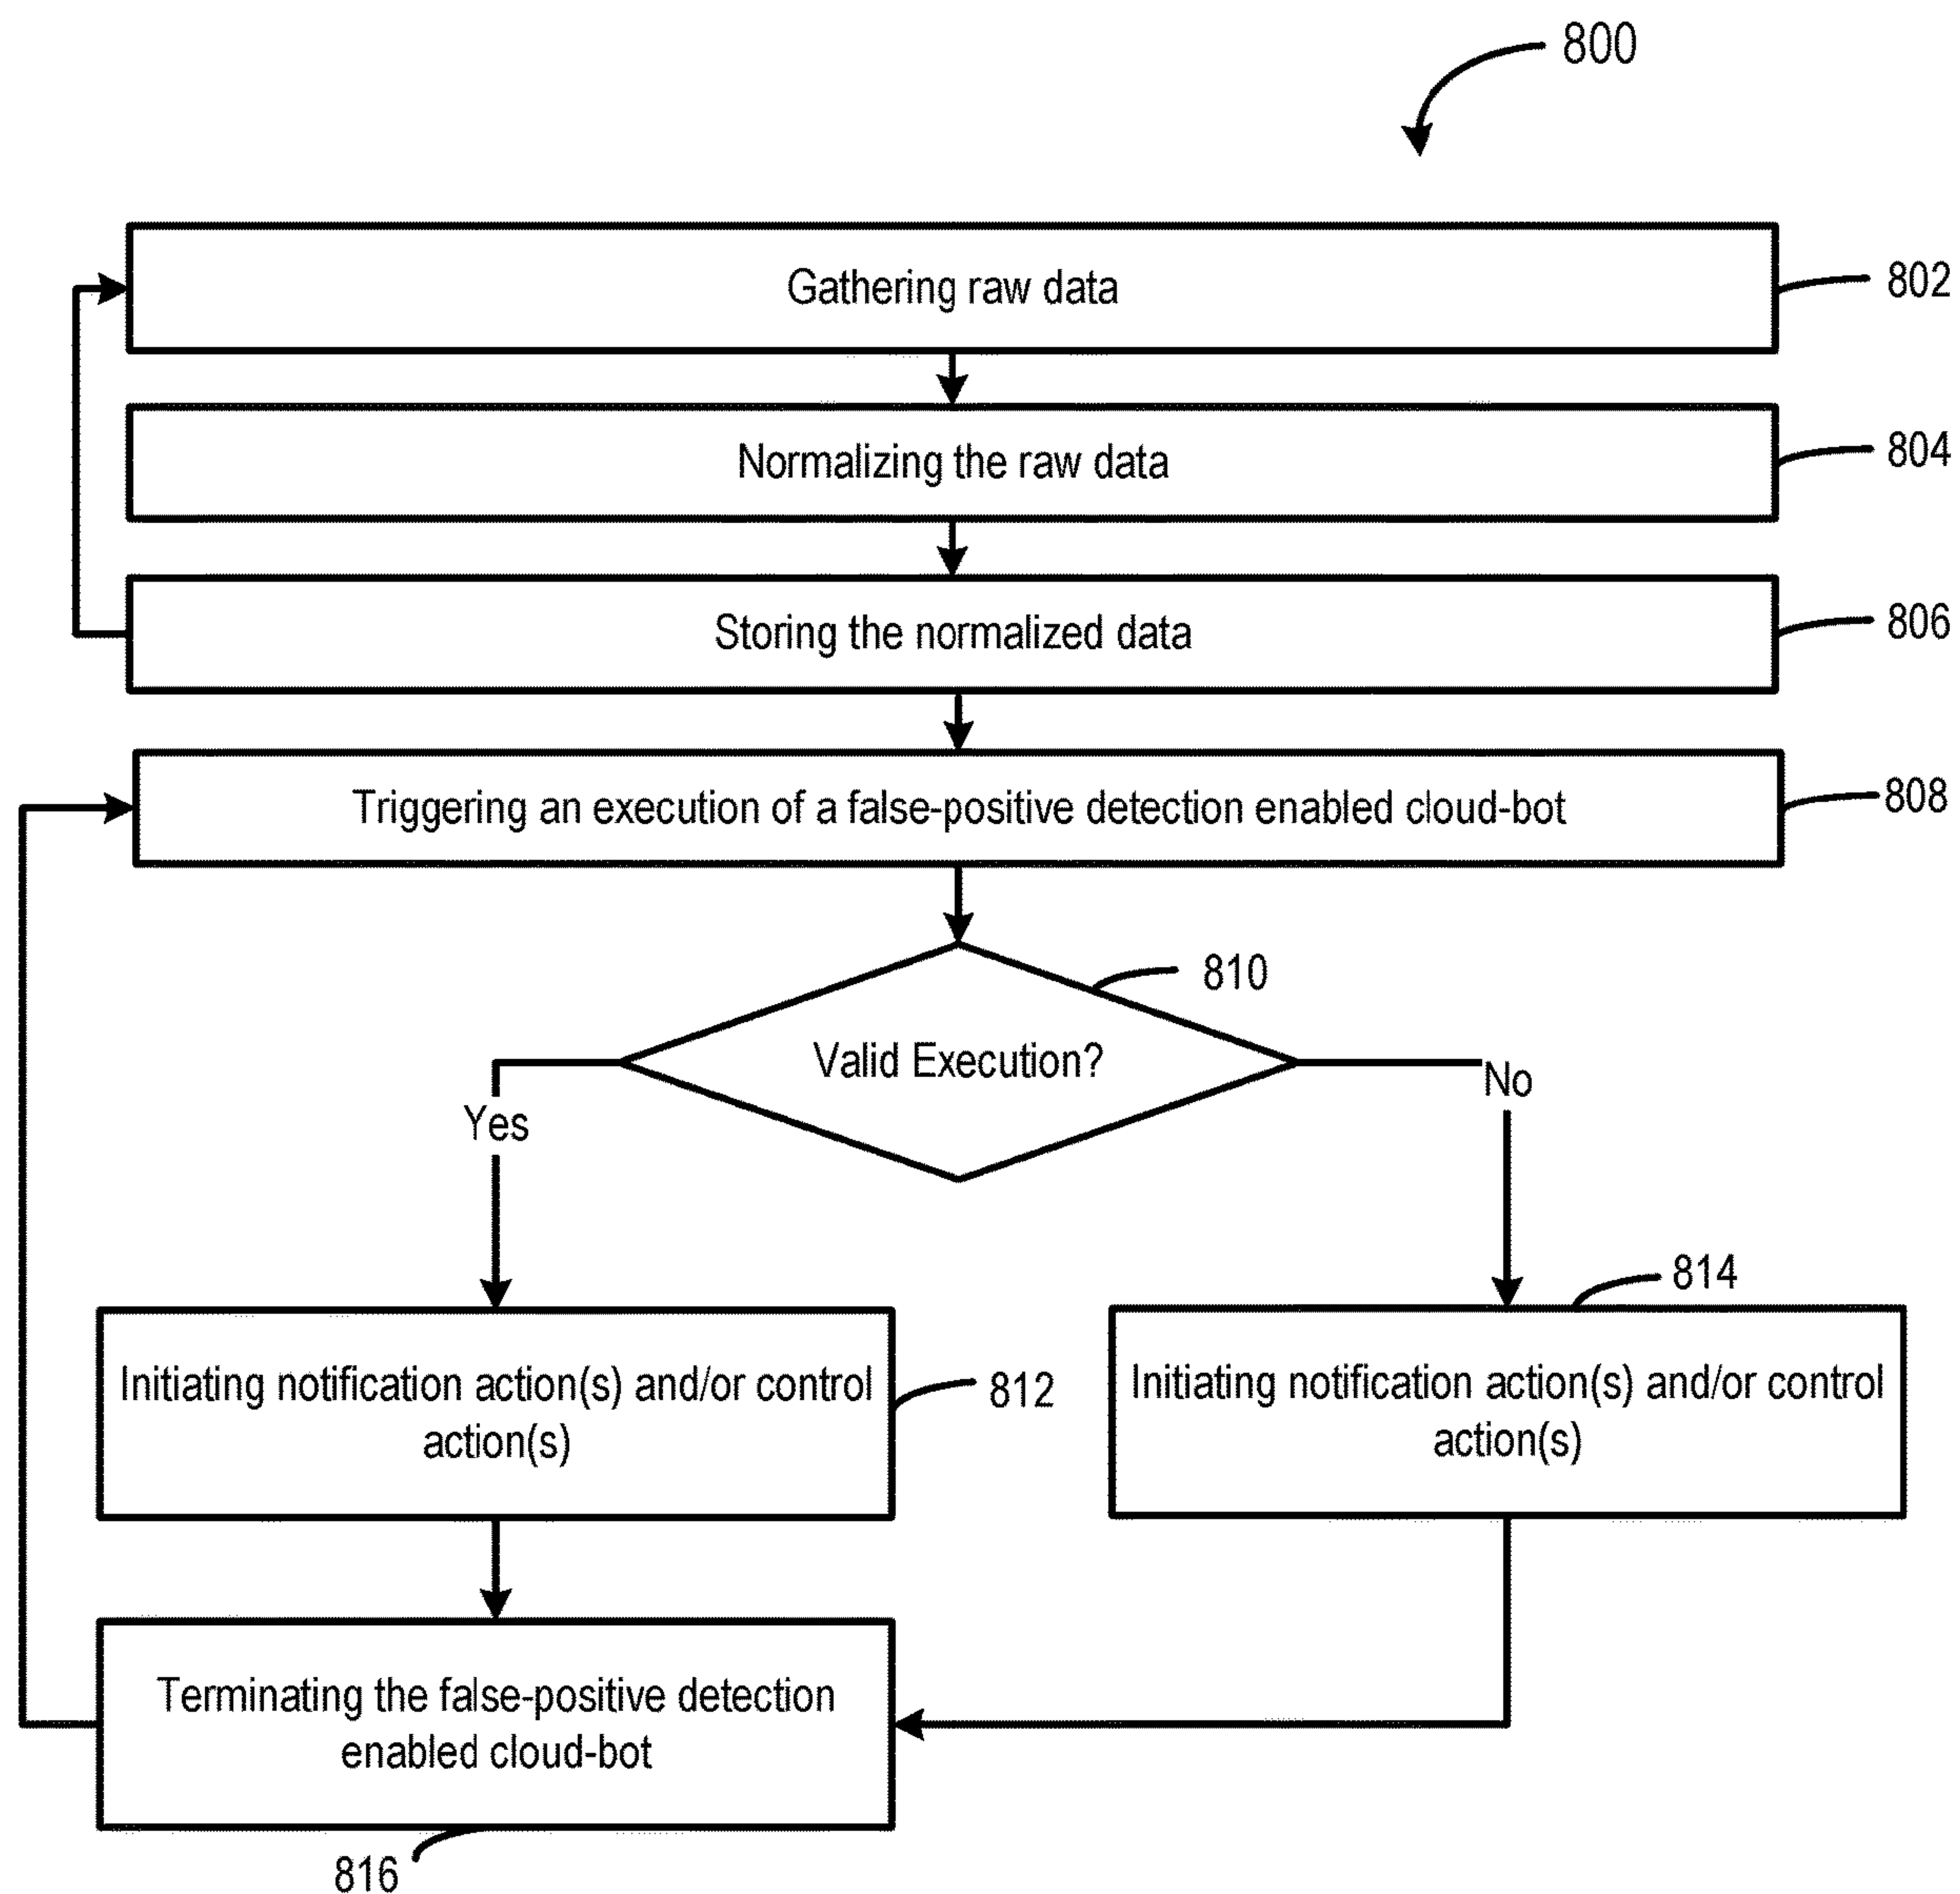 800
Gathering raw data
802
Normalizing the raw data
804
Storing the normalized data
806
Triggering an execution of a false-positive detection enabled cloud-bot
808
810
Valid Execution?
Yes
No
814
Initiating notification action(s) and/or control
action(s)
812
Initiating notification action(s) and/or control
action(s)
Terminating the false-positive detection
enabled cloud-bot
816